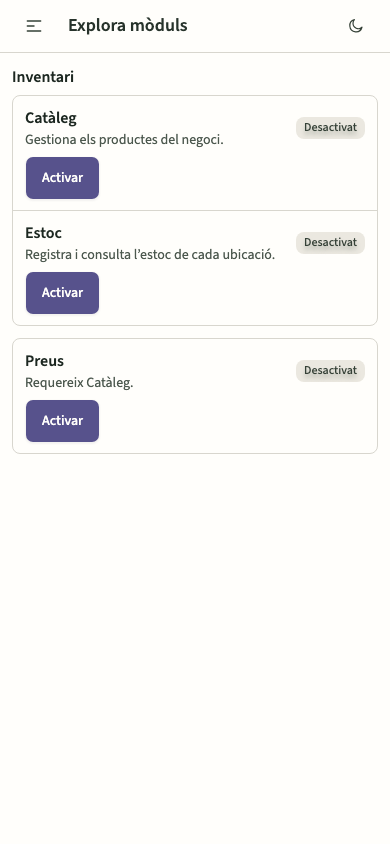 Explora mòduls
Inventari
Catàleg
Desactivat
Gestiona els productes del negoci.
Activar
Estoc
Desactivat
Registra i consulta l’estoc de cada ubicació.
Activar
Preus
Desactivat
Requereix Catàleg.
Activar